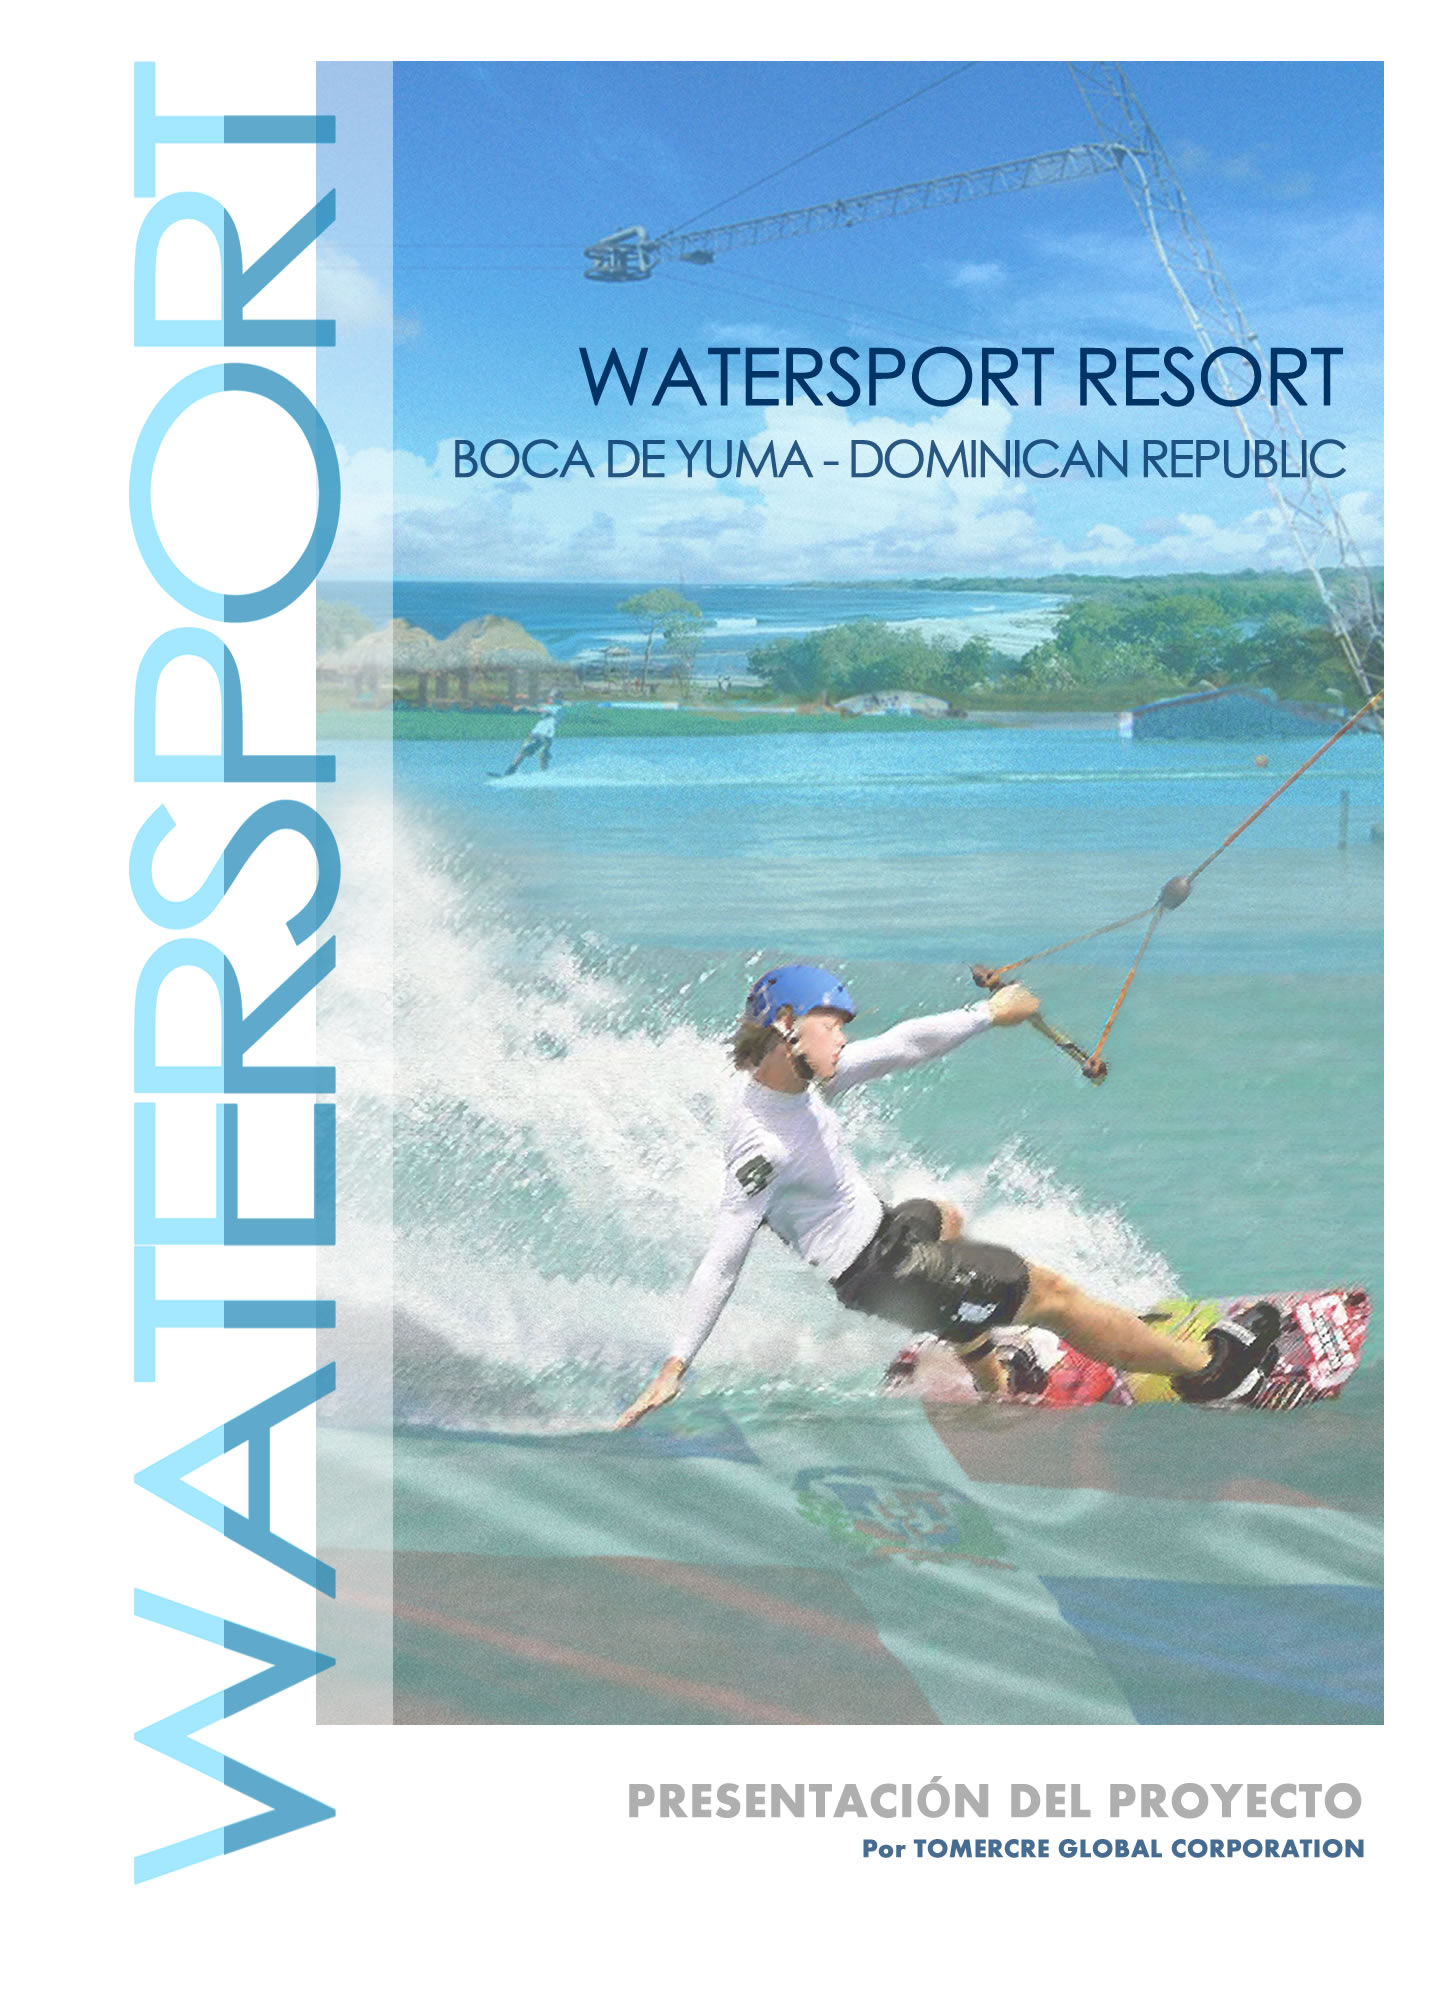 WATERSPORT
WATERSPORT RESORT
BOCA DE YUMA - DOMINICAN REPUBLIC
PRESENTACIÓN DEL PROYECTO
Por TOMERCRE GLOBAL CORPORATION